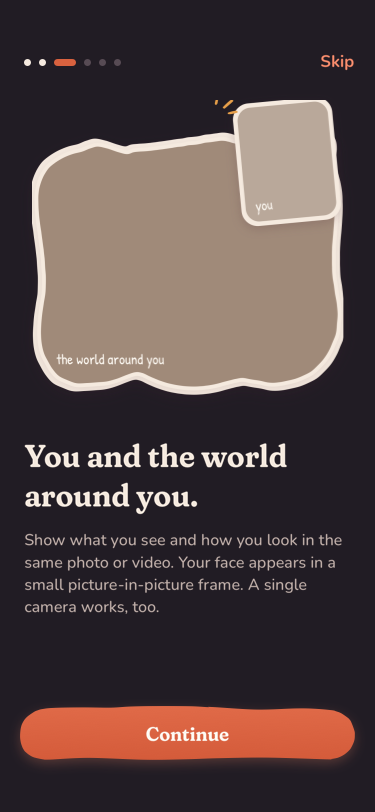 Skip
you
the world around you
You and the world
around you.
Show what you see and how you look in the
same photo or video. Your face appears in a
small picture-in-picture frame. A single
camera works, too.
Continue